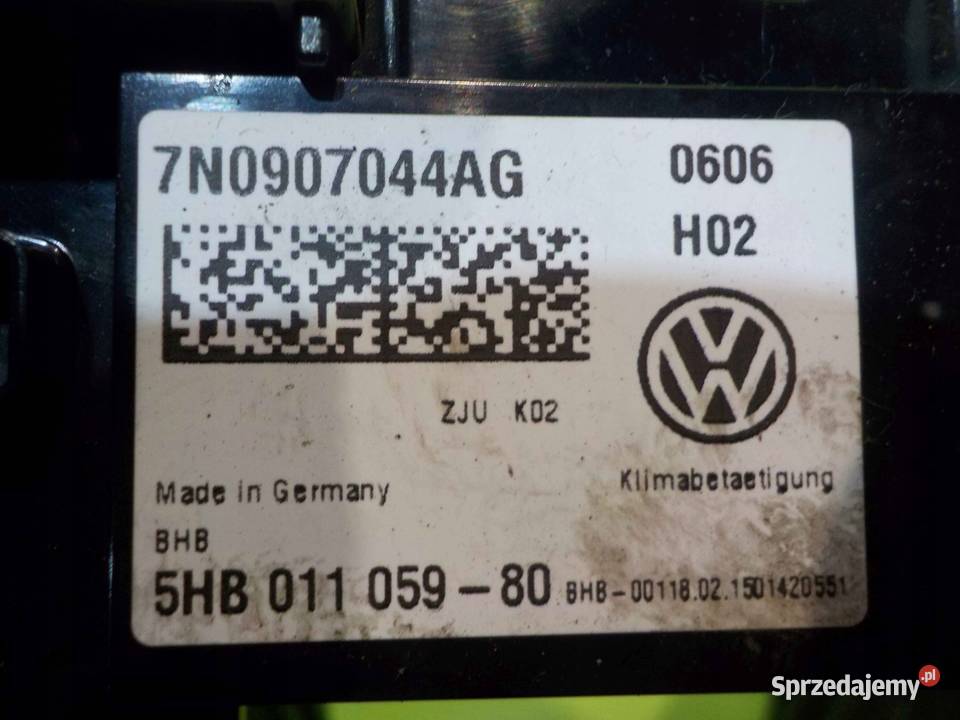 7N0907044AG 0606
H02
ZJU K02
Made in Germany Klimabetaetigung
BHB
5HB 011 059-80 BHB-00118.02.1501420551
Sprzedajemy.pl